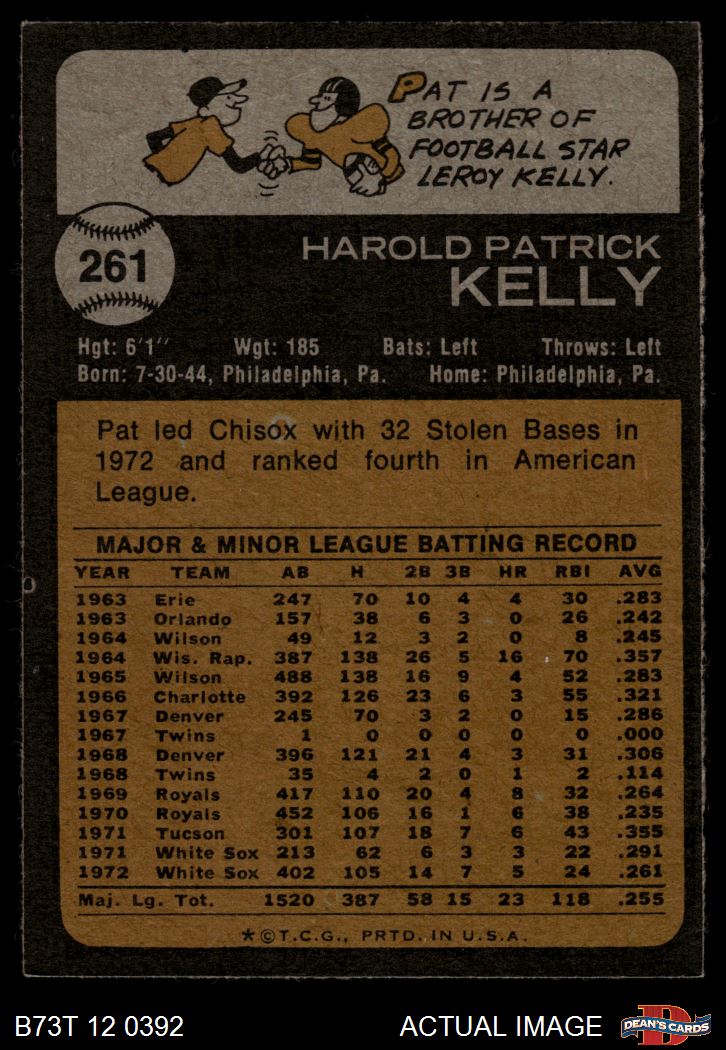 PAT IS A
BROTHER OF
FOOTBALL STAR
LEROY KELLY.
261
HAROLD PATRICK
KELLY
Hgt: 6'1" Wgt: 185 Bats: Left Throws: Left
Born: 7-30-44, Philadelphia, Pa. Home: Philadelphia, Pa.
Pat led Chisox with 32 Stolen Bases in
1972 and ranked fourth in American
League.
MAJOR & MINOR LEAGUE BATTING RECORD
YEAR TEAM AB H 2B 3B HR RBI AVG
1963 Erie 247 70 10 4 4 30 .283
1963 Orlando 157 38 6 3 0 26 .242
1964 Wilson 49 12 3 2 0 8 .245
1964 Wis. Rap. 387 138 26 5 16 70 .357
1965 Wilson 488 138 16 9 4 52 .283
1966 Charlotte 392 126 23 6 3 55 .321
1967 Denver 245 70 3 2 0 15 .286
1967 Twins 1 0 0 0 0 0 .000
1968 Denver 396 121 21 4 3 31 .306
1968 Twins 35 4 2 0 1 2 .114
1969 Royals 417 110 20 4 8 32 .264
1970 Royals 452 106 16 1 6 38 .235
1971 Tucson 301 107 18 7 6 43 .355
1971 White Sox 213 62 6 3 3 22 .291
1972 White Sox 402 105 14 7 5 24 .261
Maj. Lg. Tot. 1520 387 58 15 23 118 .255
*©T.C.G., PRTD. IN U.S.A.
B73T 12 0392 ACTUAL IMAGE
D
DEAN'S CARDS